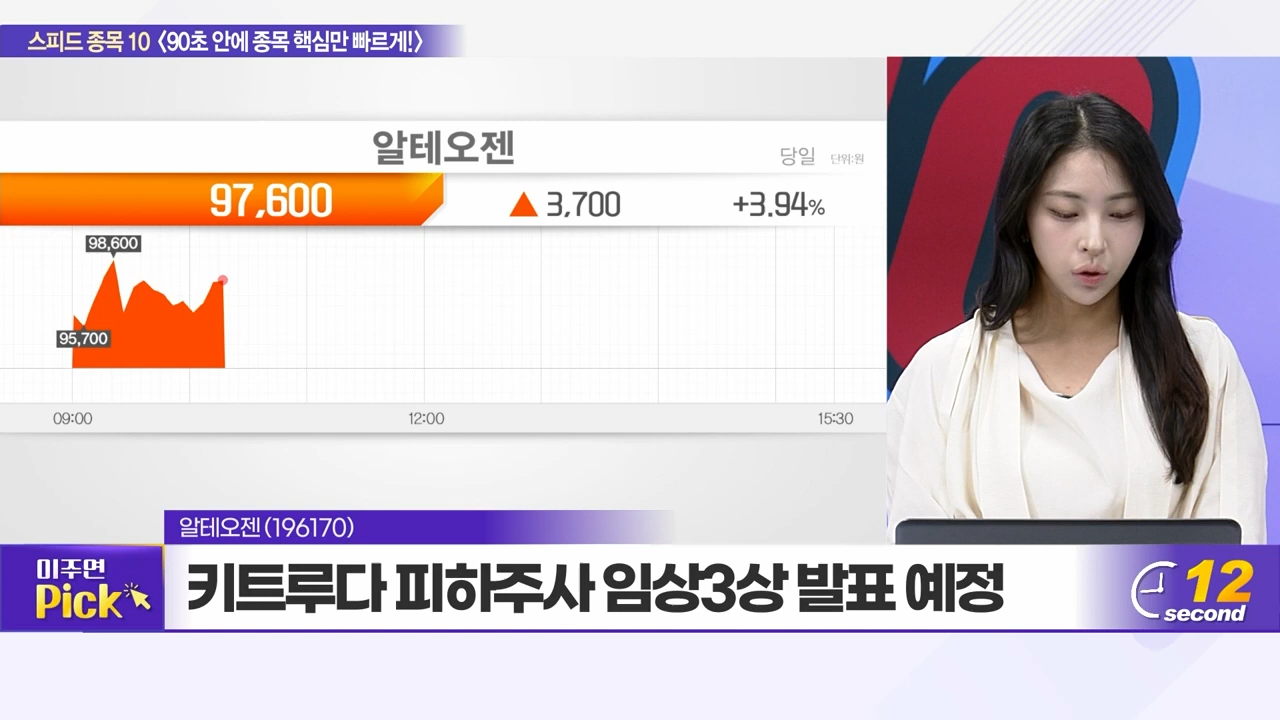 스피드 종목 10 〈90초 안에 종목 핵심만 빠르게!〉
알테오젠
당일 단위:원
97,600 ▲ 3,700 +3.94%
98,600
95,700
09:00 12:00 15:30
알테오젠(196170)
이주면
Pick
키트루다 피하주사 임상3상 발표 예정
12
second